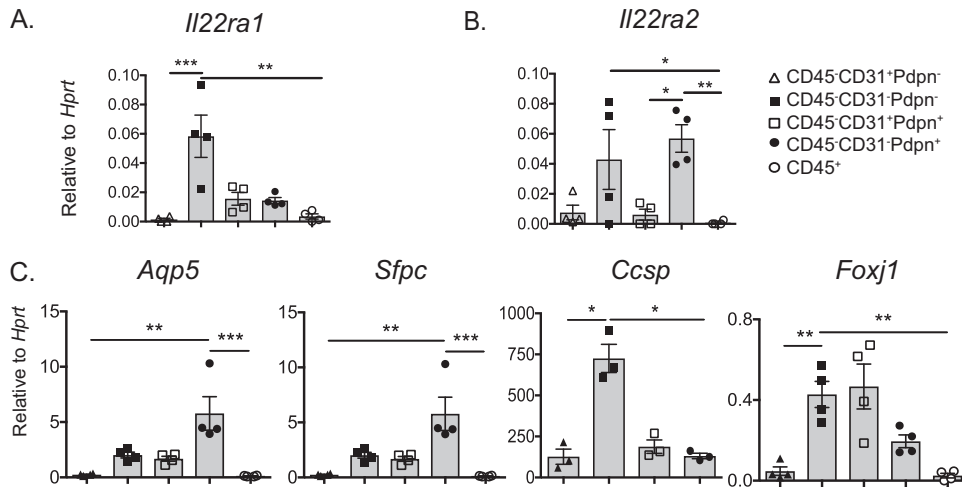 A.
Il22ra1
***
**
Relative to Hprt
0.10
0.08
0.06
0.04
0.02
0.00
B.
Il22ra2
*
*
**
0.10
0.08
0.06
0.04
0.02
0.00
CD45-CD31+Pdpn-
CD45-CD31-Pdpn-
CD45-CD31+Pdpn+
CD45-CD31-Pdpn+
CD45+
C.
Aqp5
**
***
Relative to Hprt
15
10
5
0
Sfpc
**
***
15
10
5
0
Ccsp
*
*
1000
750
500
250
0
Foxj1
**
**
0.8
0.4
0.0